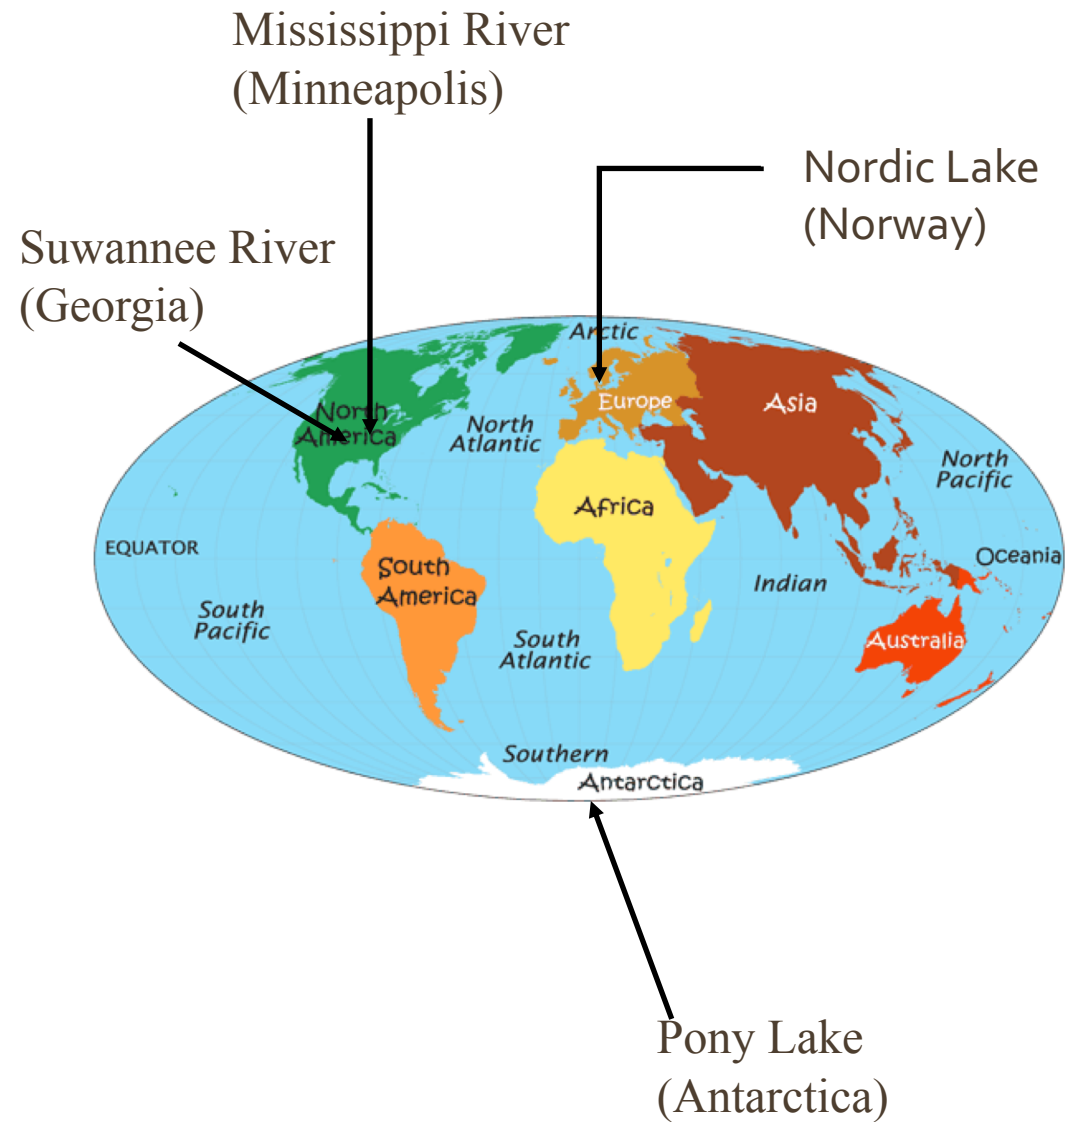 Mississippi River
(Minneapolis)
Nordic Lake
(Norway)
Suwannee River
(Georgia)
Arctic
North
America
North
Atlantic
Europe
Asia
North
Pacific
Africa
EQUATOR
South
America
Indian
Oceania
South
Pacific
South
Atlantic
Australia
Southern
Antarctica
Pony Lake
(Antarctica)